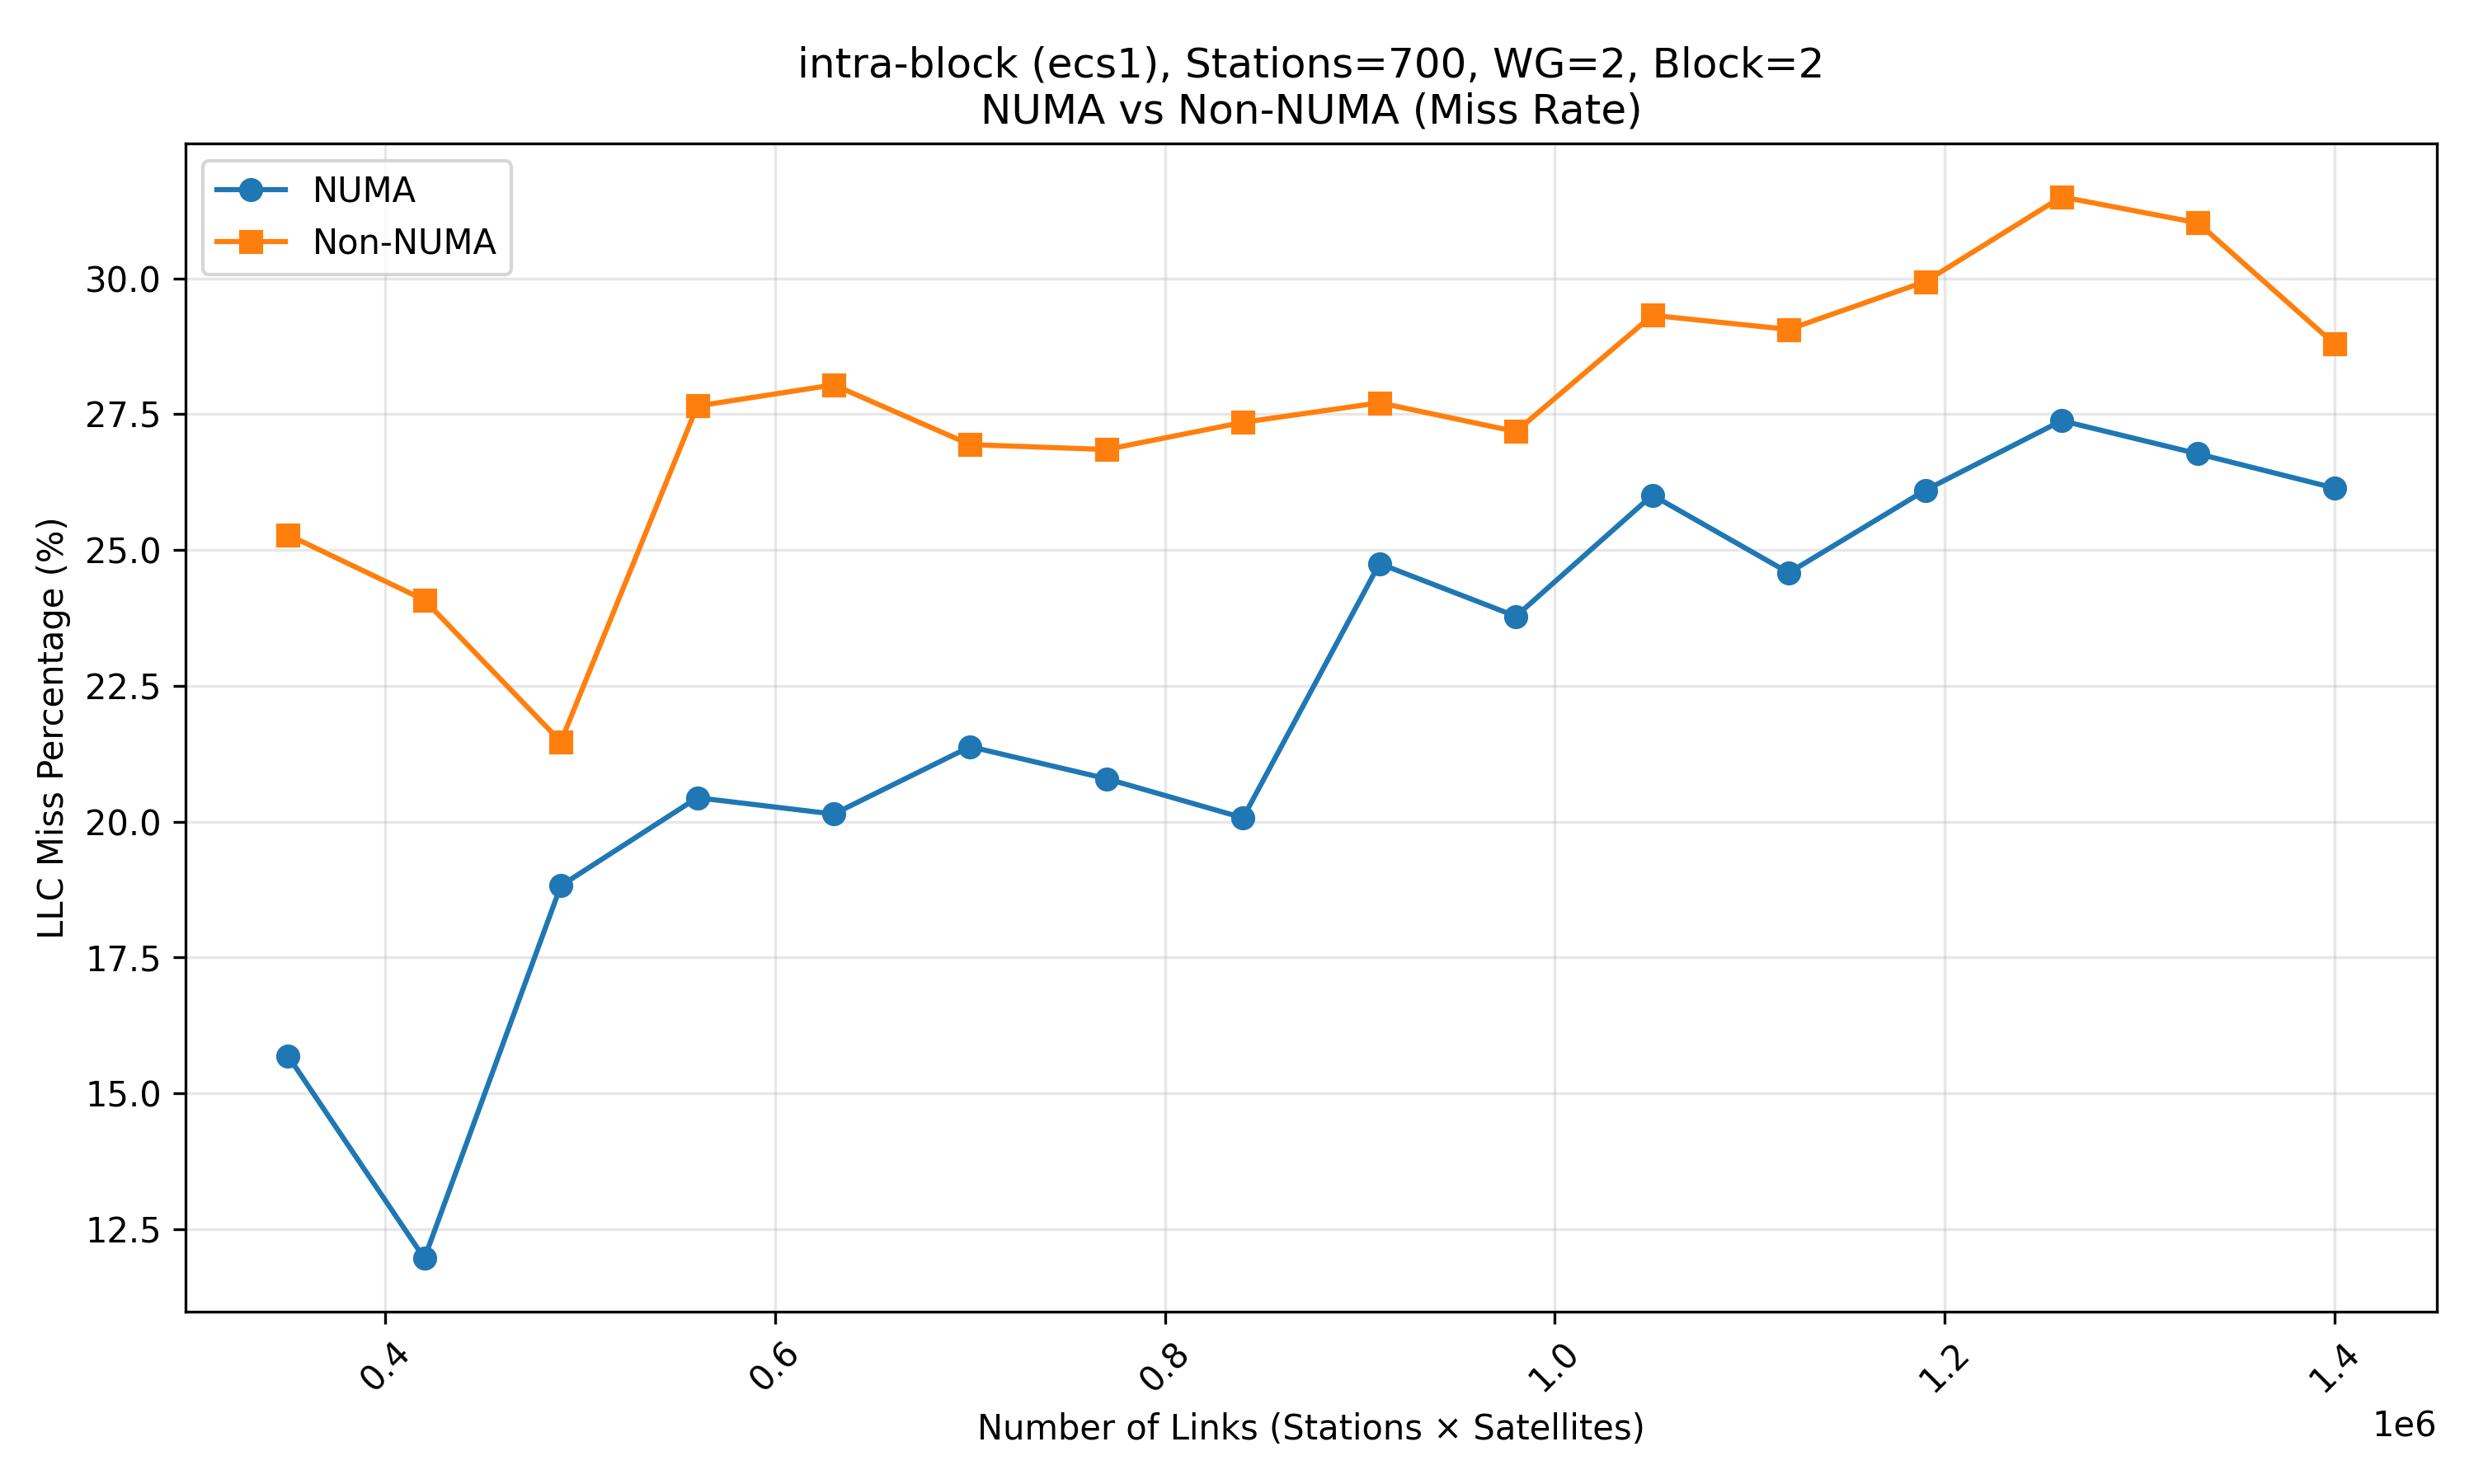 intra-block (ecs1), Stations=700, WG=2, Block=2
NUMA vs Non-NUMA (Miss Rate)
NUMA
Non-NUMA
LLC Miss Percentage (%)
30.0
27.5
25.0
22.5
20.0
17.5
15.0
12.5
0.4
0.6
0.8
1.0
1.2
1.4
1e6
Number of Links (Stations × Satellites)